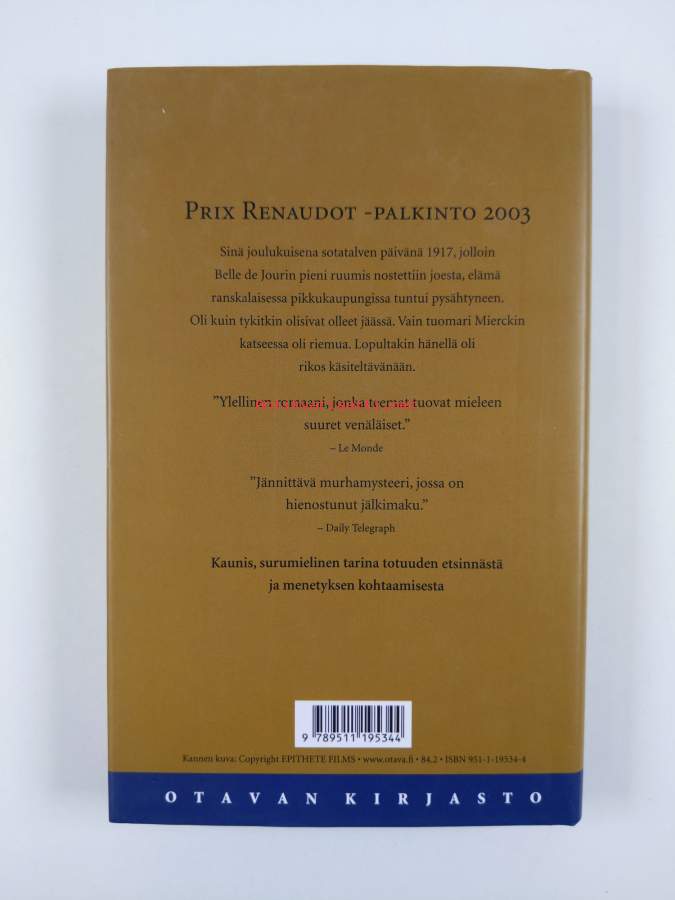 PRIX RENAUDOT -PALKINTO 2003
Sinä joulukuisena sotatalven päivänä 1917, jolloin
Belle de Jourin pieni ruumis nostettiin joesta, elämä
ranskalaisessa pikkukaupungissa tuntui pysähtyneen.
Oli kuin tykitkin olisivat olleet jäässä. Vain tuomari Mierckin
katseessa oli riemua. Lopultakin hänellä oli
rikos käsiteltävänään.
”Ylellinen romaani, jonka teemat tuovat mieleen
suuret venäläiset.”
– Le Monde
”Jännittävä murhamysteeri, jossa on
hienostunut jälkimaku.”
– Daily Telegraph
Kaunis, surumielinen tarina totuuden etsinnästä
ja menetyksen kohtaamisesta
9 789511 195344
Kannen kuva: Copyright EPITHETE FILMS • www.otava.fi • 84.2 • ISBN 951-1-19534-4
OTAVAN KIRJASTO